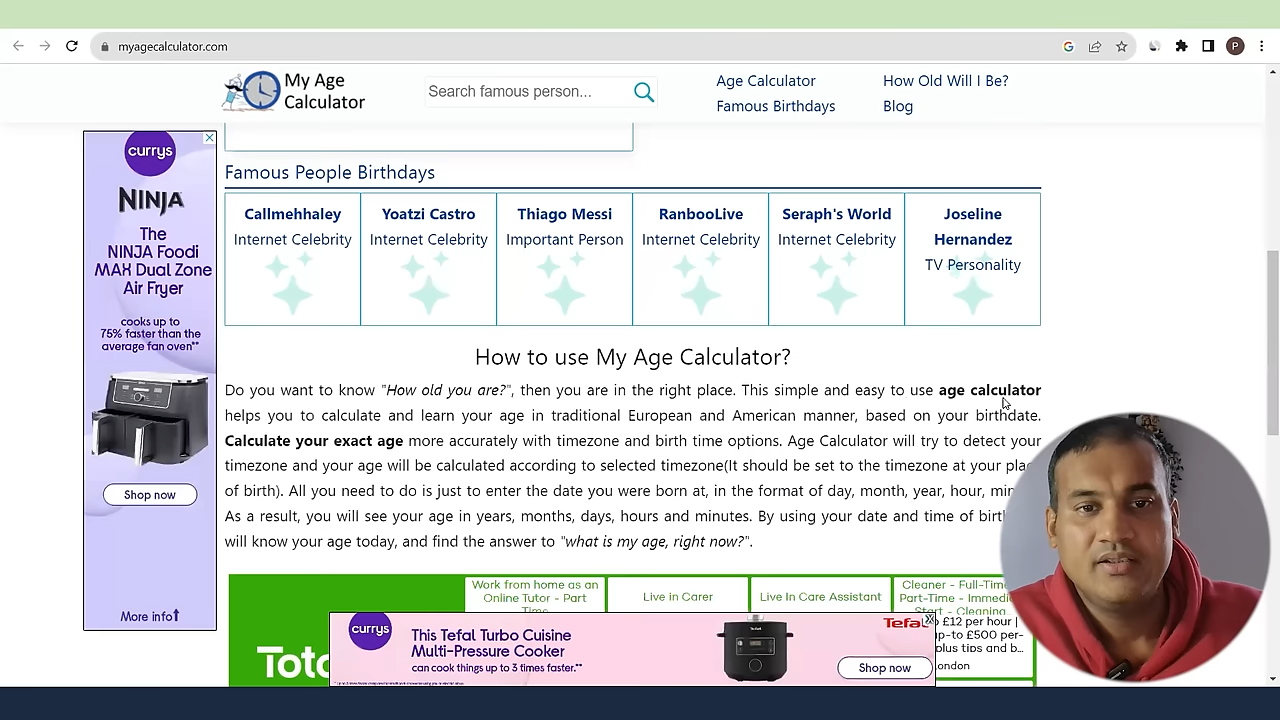 myagecalculator.com
P
My Age
Calculator
Search famous person...
Age Calculator
How Old Will I Be?
Famous Birthdays
Blog
currys
NINJA
The
NINJA Foodi
MAX Dual Zone
Air Fryer
cooks up to
75% faster than the
average fan oven**
Shop now
More info
Famous People Birthdays
Callmehhaley
Internet Celebrity
Yoatzi Castro
Internet Celebrity
Thiago Messi
Important Person
RanbooLive
Internet Celebrity
Seraph's World
Internet Celebrity
Joseline
Hernandez
TV Personality
How to use My Age Calculator?
Do you want to know "How old you are?", then you are in the right place. This simple and easy to use age calculator
helps you to calculate and learn your age in traditional European and American manner, based on your birthdate.
Calculate your exact age more accurately with timezone and birth time options. Age Calculator will try to detect your
timezone and your age will be calculated according to selected timezone(It should be set to the timezone at your plac
of birth). All you need to do is just to enter the date you were born at, in the format of day, month, year, hour, min
As a result, you will see your age in years, months, days, hours and minutes. By using your date and time of birt
will know your age today, and find the answer to "what is my age, right now?".
Work from home as an
Online Tutor - Part
Time
Live in Carer
Live In Care Assistant
Cleaner - Full-Time
Part-Time - Immedi
Start - Cleaning
£12 per hour |
up-to £500 per-
plus tips and b...
London
Toto
currys
This Tefal Turbo Cuisine
Multi-Pressure Cooker
can cook things up to 3 times faster.**
Tefal
Shop now